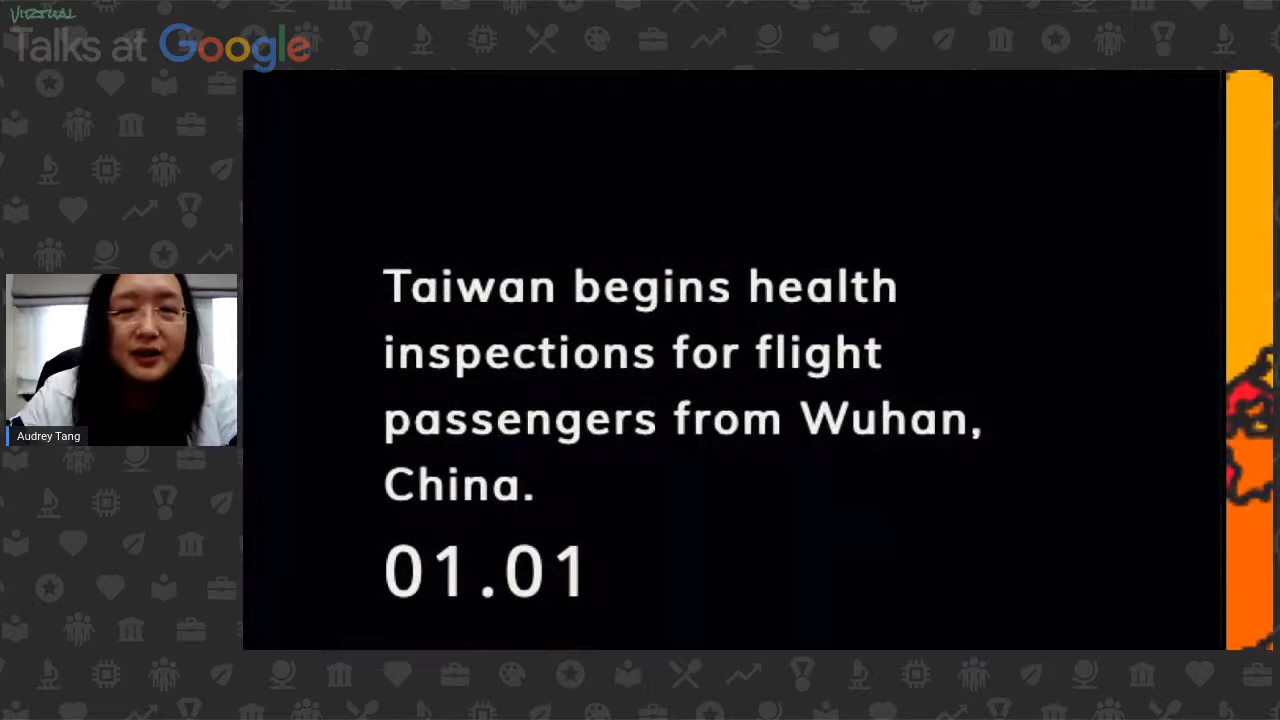 VIRTUAL
Talks at Google
Taiwan begins health
inspections for flight
passengers from Wuhan,
China.
01.01
Audrey Tang